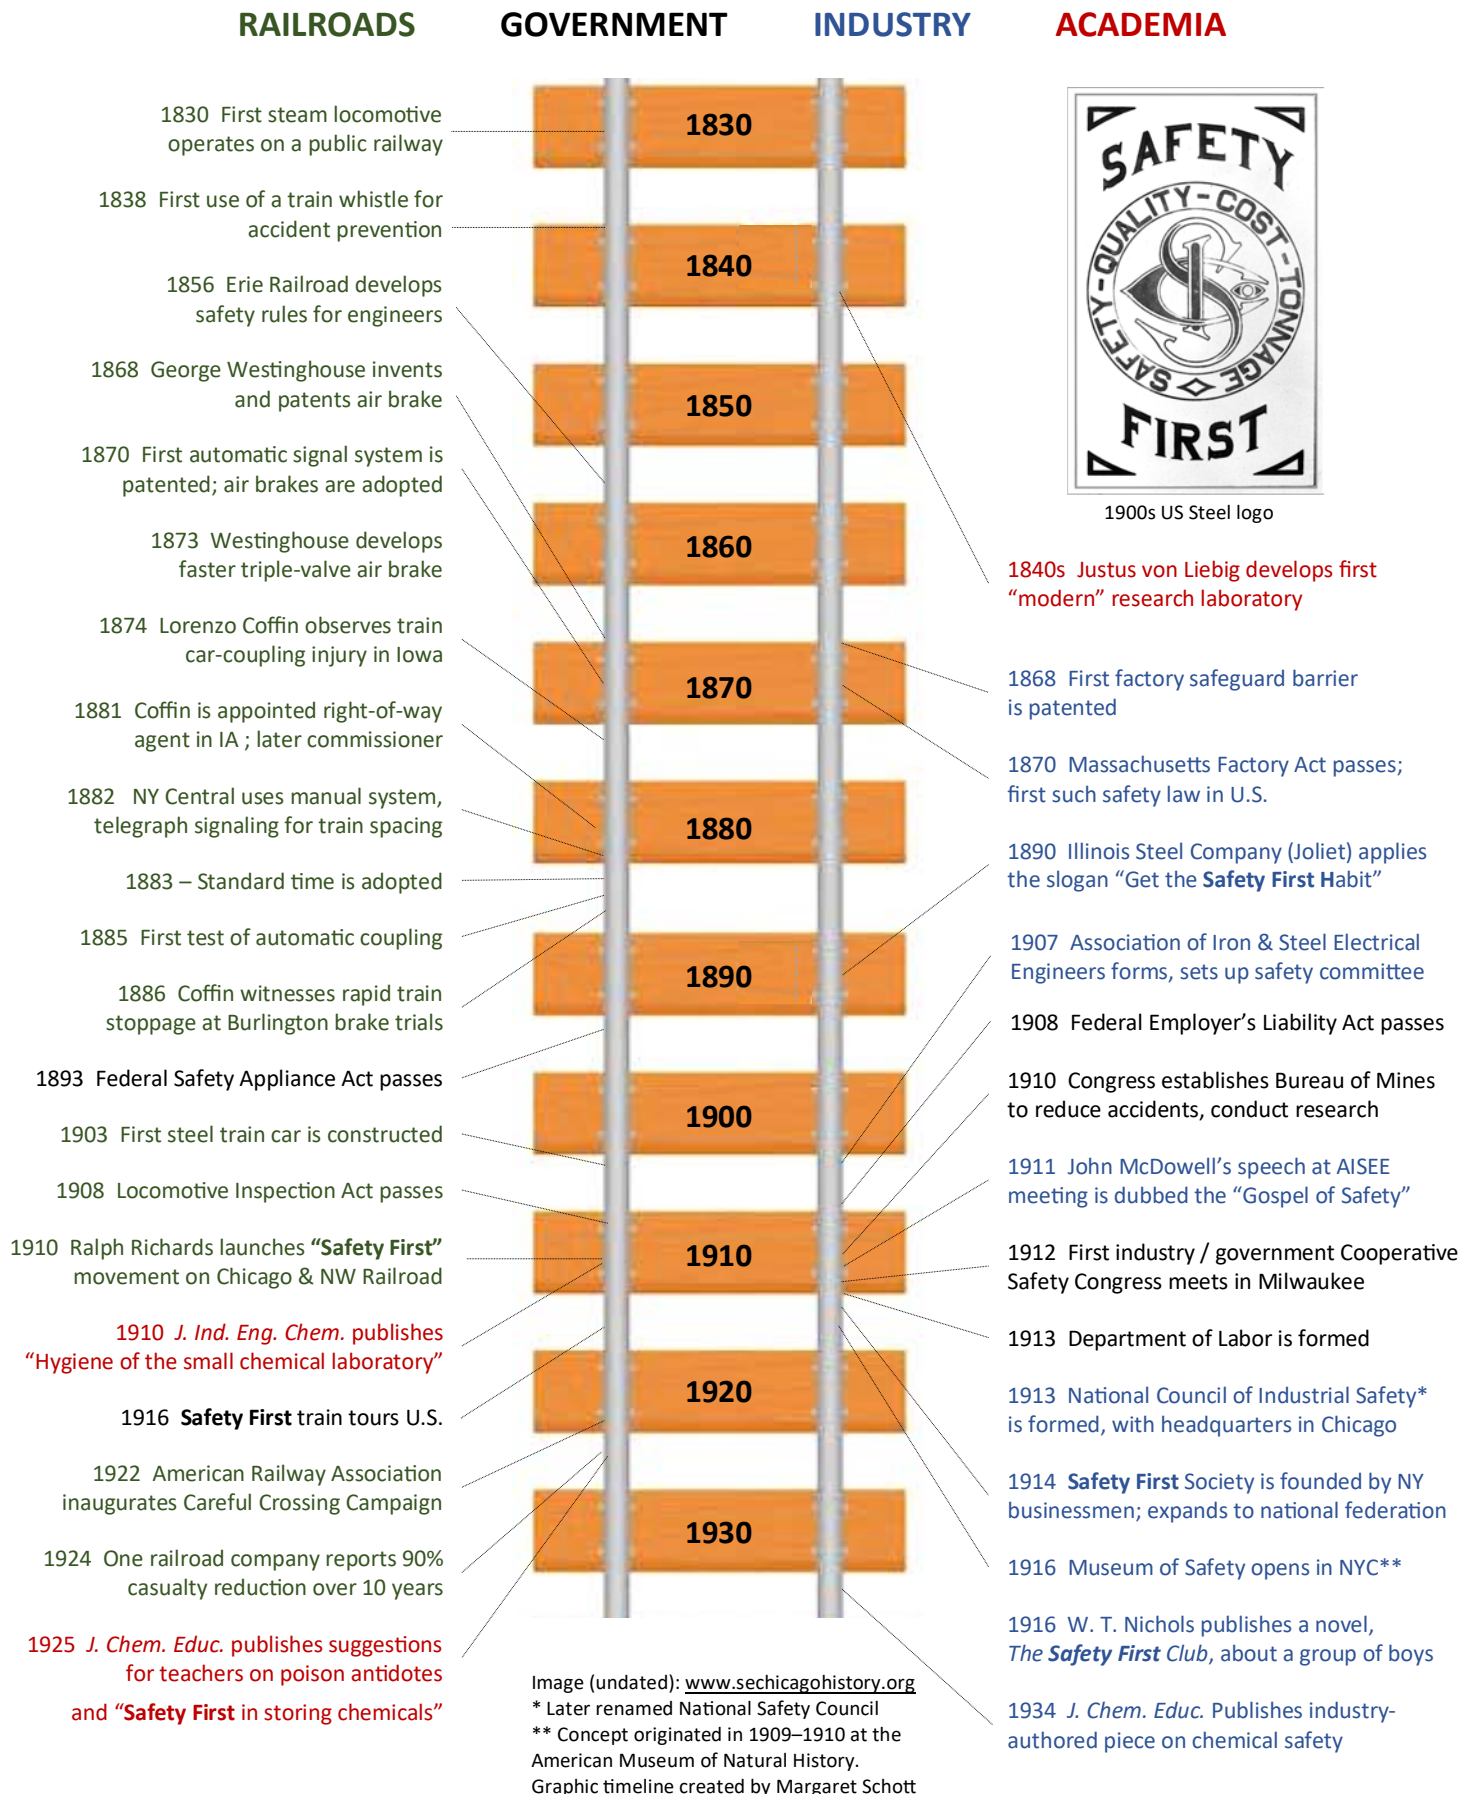 RAILROADS GOVERNMENT INDUSTRY ACADEMIA
1830 First steam locomotive
operates on a public railway
1838 First use of a train whistle for
accident prevention
1856 Erie Railroad develops
safety rules for engineers
1868 George Westinghouse invents
and patents air brake
1870 First automatic signal system is
patented; air brakes are adopted
1873 Westinghouse develops
faster triple-valve air brake
1874 Lorenzo Coffin observes train
car-coupling injury in Iowa
1881 Coffin is appointed right-of-way
agent in IA ; later commissioner
1882 NY Central uses manual system,
telegraph signaling for train spacing
1883 – Standard time is adopted
1885 First test of automatic coupling
1886 Coffin witnesses rapid train
stoppage at Burlington brake trials
1893 Federal Safety Appliance Act passes
1903 First steel train car is constructed
1908 Locomotive Inspection Act passes
1910 Ralph Richards launches “Safety First”
movement on Chicago & NW Railroad
1910 J. Ind. Eng. Chem. publishes
“Hygiene of the small chemical laboratory”
1916 Safety First train tours U.S.
1922 American Railway Association
inaugurates Careful Crossing Campaign
1924 One railroad company reports 90%
casualty reduction over 10 years
1925 J. Chem. Educ. publishes suggestions
for teachers on poison antidotes
and “Safety First in storing chemicals”
1830
1840
1850
1860
1870
1880
1890
1900
1910
1920
1930
SAFETY
SAFETY-QUALITY-COST-TONNAGE
FIRST
1900s US Steel logo
1840s Justus von Liebig develops first
“modern” research laboratory
1868 First factory safeguard barrier
is patented
1870 Massachusetts Factory Act passes;
first such safety law in U.S.
1890 Illinois Steel Company (Joliet) applies
the slogan “Get the Safety First Habit”
1907 Association of Iron & Steel Electrical
Engineers forms, sets up safety committee
1908 Federal Employer’s Liability Act passes
1910 Congress establishes Bureau of Mines
to reduce accidents, conduct research
1911 John McDowell’s speech at AISEE
meeting is dubbed the “Gospel of Safety”
1912 First industry / government Cooperative
Safety Congress meets in Milwaukee
1913 Department of Labor is formed
1913 National Council of Industrial Safety*
is formed, with headquarters in Chicago
1914 Safety First Society is founded by NY
businessmen; expands to national federation
1916 Museum of Safety opens in NYC**
1916 W. T. Nichols publishes a novel,
The Safety First Club, about a group of boys
1934 J. Chem. Educ. Publishes industry-
authored piece on chemical safety
Image (undated): www.sechicagohistory.org
* Later renamed National Safety Council
** Concept originated in 1909–1910 at the
American Museum of Natural History.
Graphic timeline created by Margaret Schott